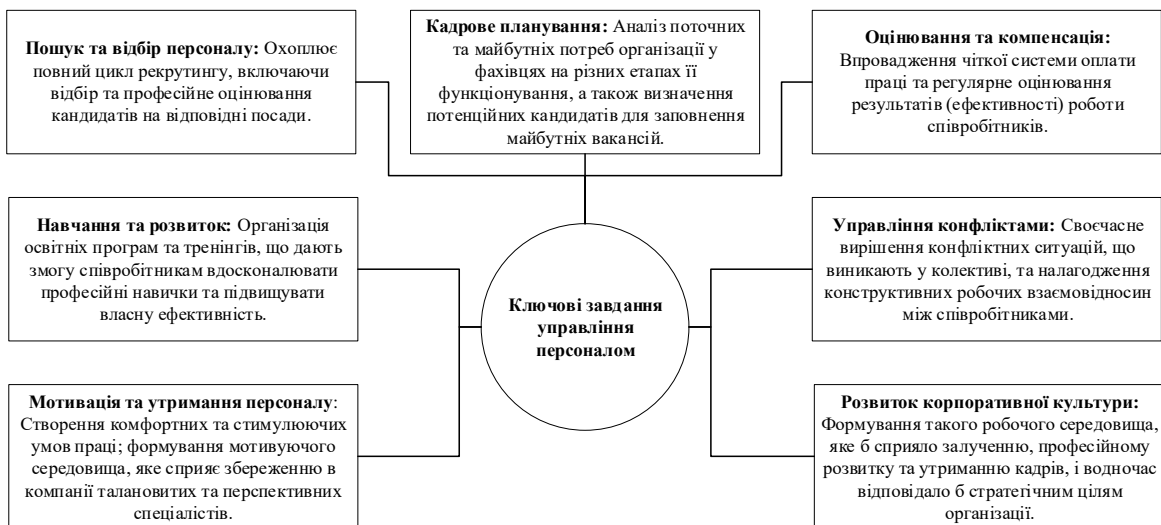 Пошук та відбір персоналу: Охоплює
повний цикл рекрутингу, включаючи
відбір та професійне оцінювання
кандидатів на відповідні посади.
Кадрове планування: Аналіз поточних
та майбутніх потреб організації у
фахівцях на різних етапах її
функціонування, а також визначення
потенційних кандидатів для заповнення
майбутніх вакансій.
Оцінювання та компенсація:
Впровадження чіткої системи оплати
праці та регулярне оцінювання
результатів (ефективності) роботи
співробітників.
Навчання та розвиток: Організація
освітніх програм та тренінгів, що дають
змогу співробітникам вдосконалювати
професійні навички та підвищувати
власну ефективність.
Ключові завдання
управління
персоналом
Управління конфліктами: Своєчасне
вирішення конфліктних ситуацій, що
виникають у колективі, та налагодження
конструктивних робочих взаємовідносин
між співробітниками.
Мотивація та утримання персоналу:
Створення комфортних та стимулюючих
умов праці; формування мотивуючого
середовища, яке сприяє збереженню в
компанії талановитих та перспективних
спеціалістів.
Розвиток корпоративної культури:
Формування такого робочого середовища,
яке б сприяло залученню, професійному
розвитку та утриманню кадрів, і водночас
відповідало б стратегічним цілям
організації.